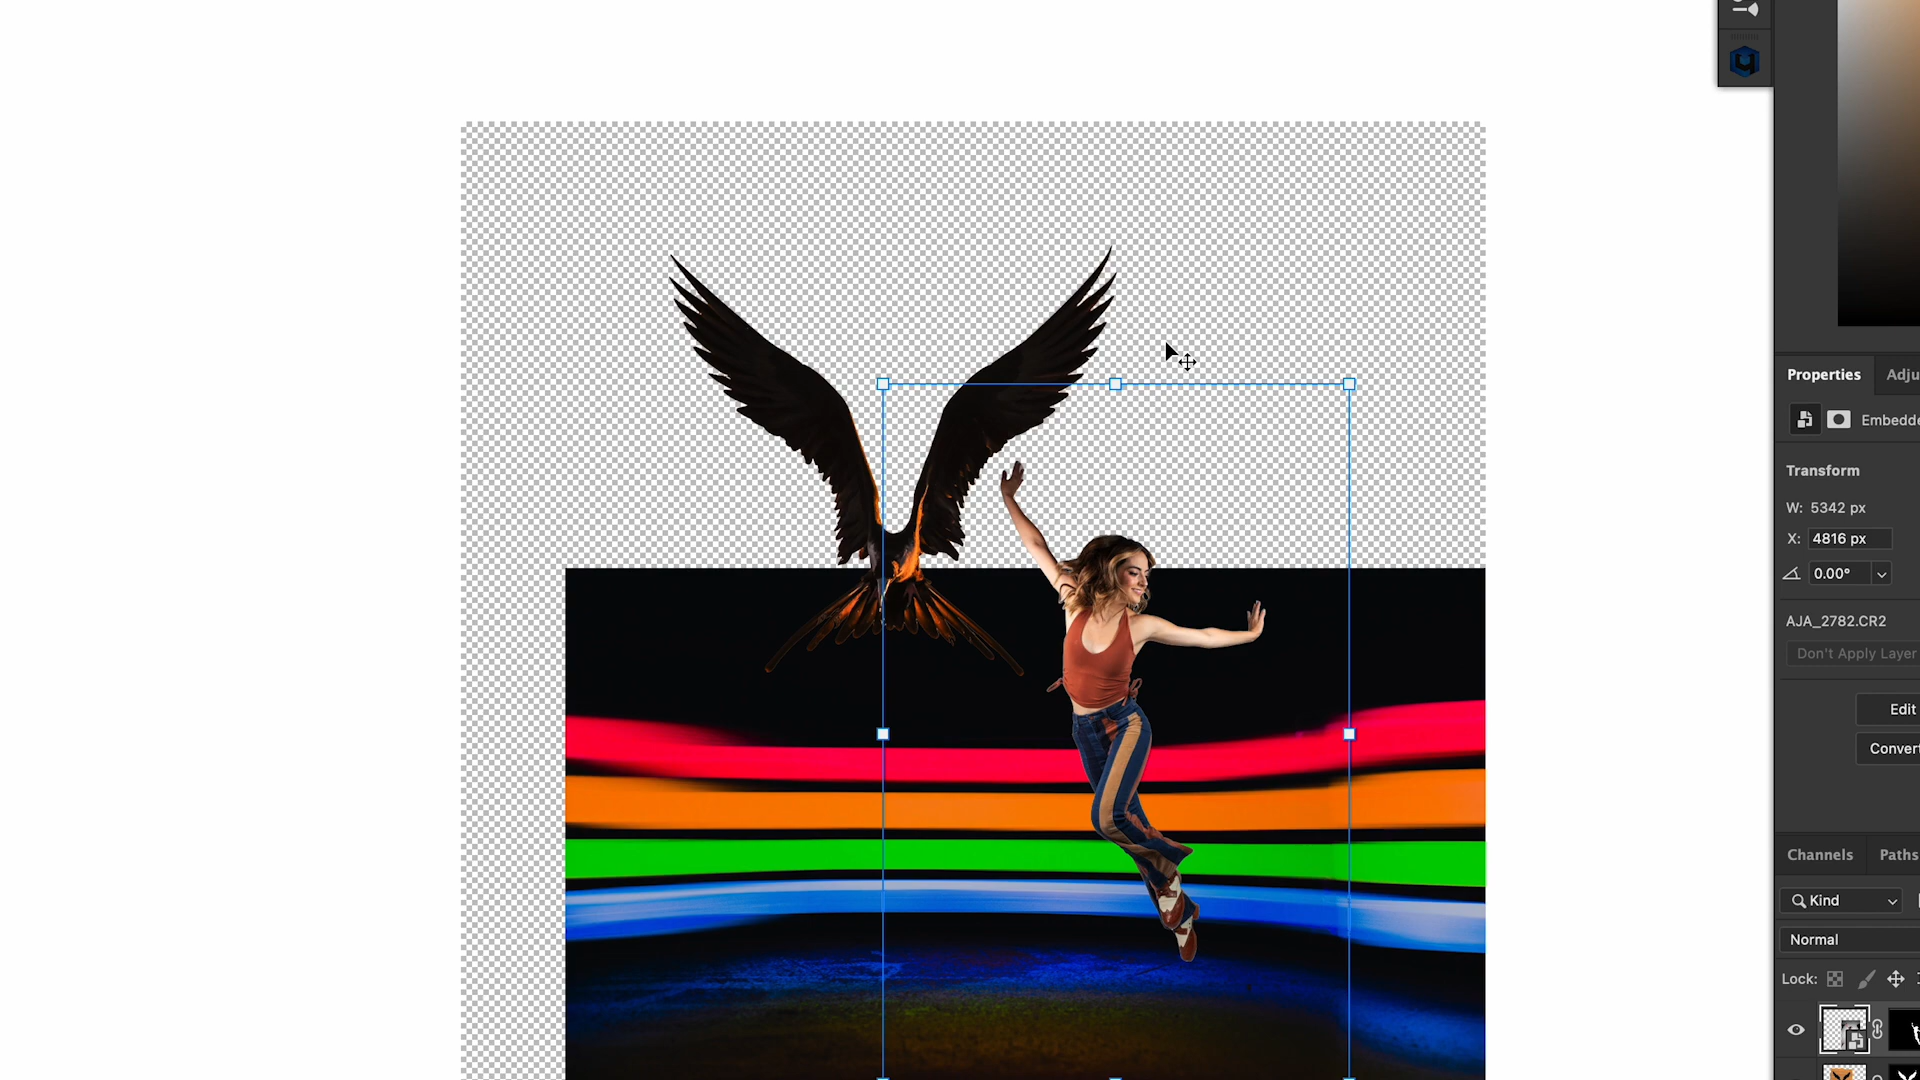 Properties Adju
Embedde
Transform
W: 5342 px
X: 4816 px
0.00°
AJA_2782.CR2
Don't Apply Layer
Edit
Convert
Channels Paths
Kind
Normal
Lock: